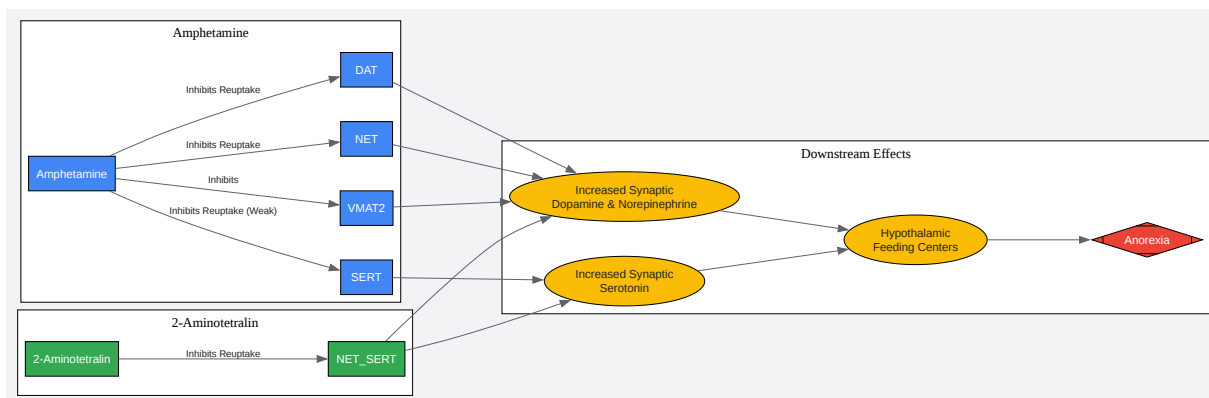 Amphetamine
DAT
Inhibits Reuptake
NET
Inhibits Reuptake
Amphetamine
Inhibits
VMAT2
Inhibits Reuptake (Weak)
SERT
2-Aminotetralin
2-Aminotetralin
Inhibits Reuptake
NET_SERT
Downstream Effects
Increased Synaptic
Dopamine & Norepinephrine
Increased Synaptic
Serotonin
Hypothalamic
Feeding Centers
Anorexia